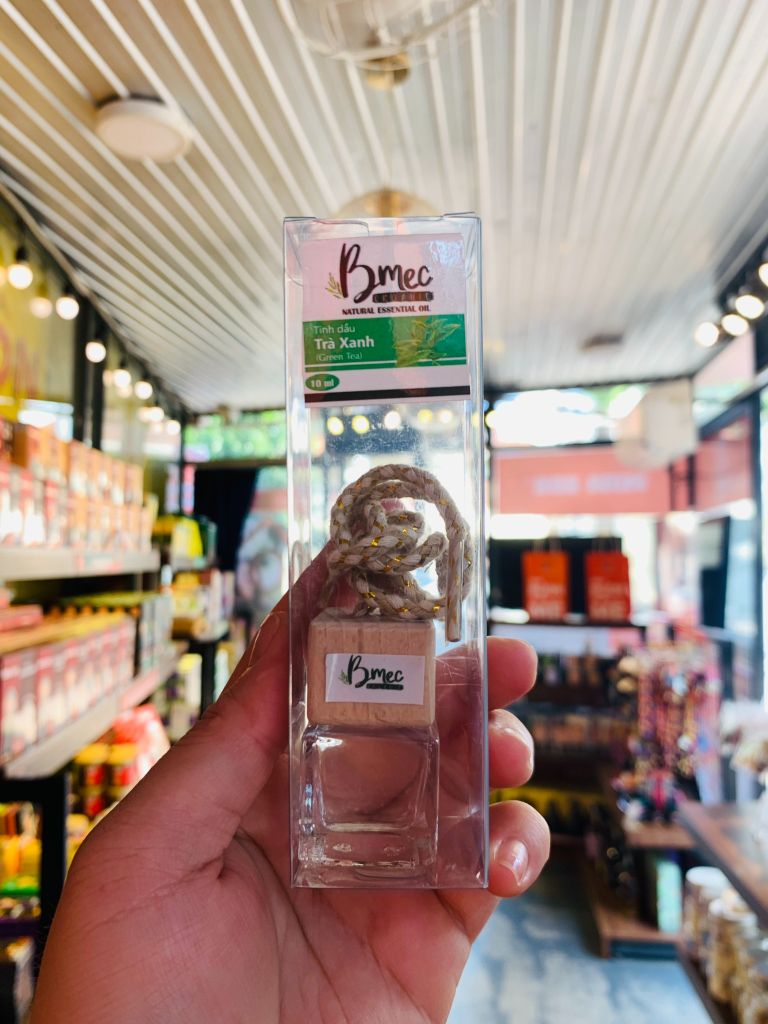 Bmec
NATURAL ESSENTIAL OIL
Tinh dầu
Trà Xanh
(Green Tea)
10 ml
Bmec